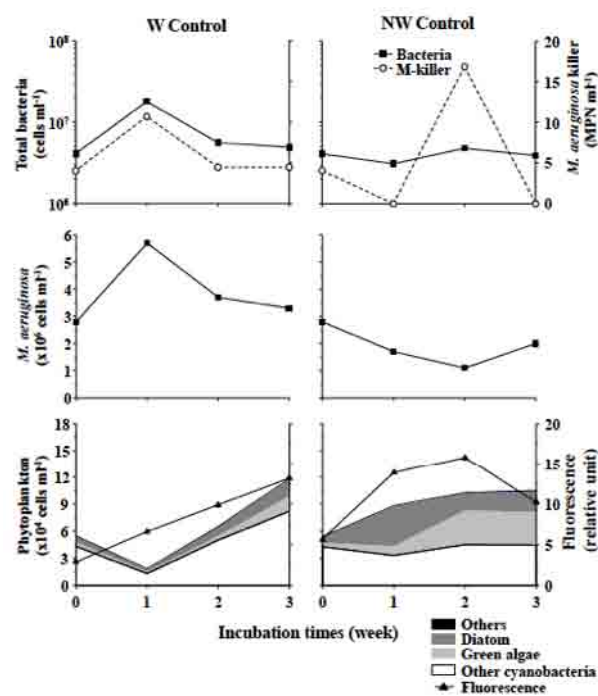 W Control
NW Control
Bacteria
M-killer
Total bacteria
(cells ml⁻¹)
10⁸
10⁷
10⁶
20
15
10
5
0
M. aeruginosa killer
(MPN ml⁻¹)
M. aeruginosa
(x10⁶ cells ml⁻¹)
6
5
4
3
2
1
0
Phytoplankton
(x10⁴ cells ml⁻¹)
18
15
12
9
6
3
0
20
15
10
5
0
Fluorescence
(relative unit)
0 1 2 3 0 1 2 3
Incubation times (week)
Others
Diatom
Green algae
Other cyanobacteria
Fluorescence